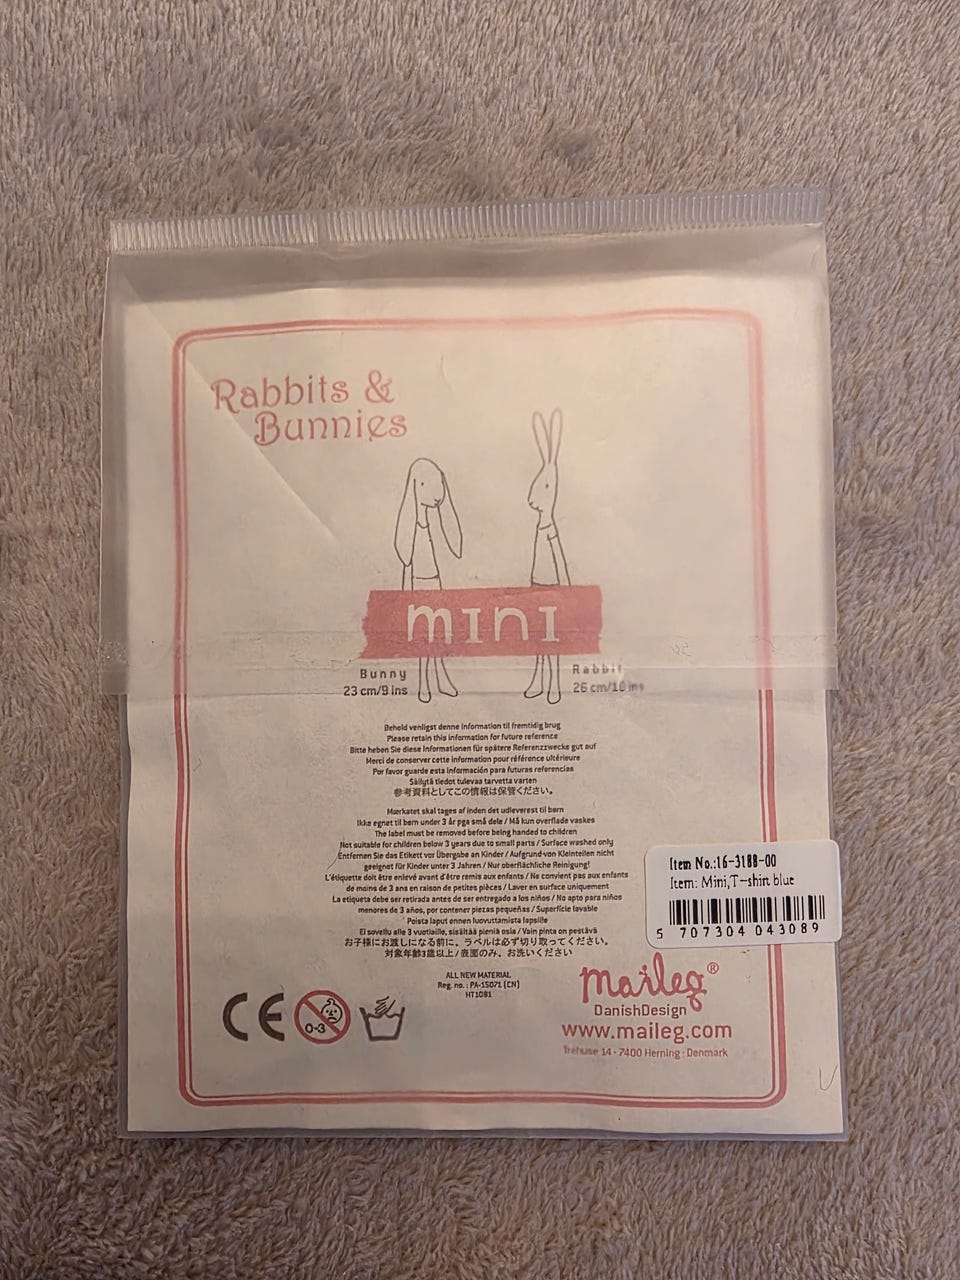 Rabbits &
Bunnies
mini
Bunny
23 cm/9 ins
Rabbit
26 cm/10 ins
Behold venligst denne information til fremtidig brug
Please retain this information for future reference
Bitte heben Sie diese Informationen für spätere Referenzzwecke gut auf
Merci de conserver cette information pour référence ultérieure
Por favor guarde esta información para futuras referencias
Säilytä tiedot tulevaa tarvetta varten
参考資料としてこの情報は保管ください。
Mærkatet skal tages af inden det udleveret til børn
Ikke egnet til børn under 3 år pga små dele / Må kun overflade vaskes
The label must be removed before being handed to children
Not suitable for children below 3 years due to small parts / Surface washed only
Entfernen Sie das Etikett vor Übergabe an Kinder / Aufgrund von Kleinteilen nicht
geeignet für Kinder unter 3 Jahren / Nur oberflächliche Reinigung!
L'étiquette doit être enlevé avant d'être remis aux enfants / Ne convient pas aux enfants
de moins de 3 ans en raison de petites pièces / Laver en surface uniquement
La etiqueta debe ser retirada antes de ser entregado a los niños / No apto para niños
menores de 3 años, por contener piezas pequeñas / Superficie lavable
Poista laput ennen luovuttamista lapsille
Ei sovellu alle 3 vuotiaille, sisältää pieniä osia / Vain pinta on pestävä
お子様にお渡しになる前に、ラベルは必ず切り取ってください。
対象年齢3歳以上 / 表面のみ、お洗いください
ALL NEW MATERIAL
Reg. no.: PA-15071 (CN)
HT1081
CE
0-3
Item No.:16-3188-00
Item: Mini,T-shirt blue
5 707304 043089
maileg®
DanishDesign
www.maileg.com
Trehuse 14 · 7400 Herning · Denmark